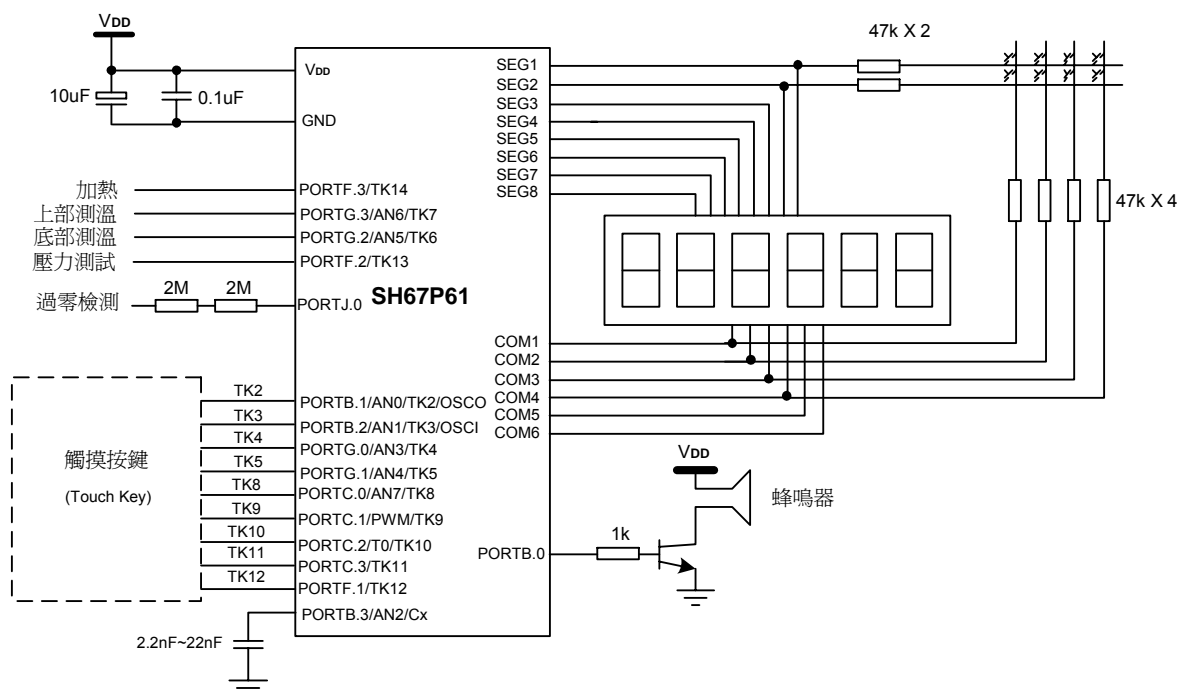 VDD
10uF
0.1uF
VDD
GND
加熱
PORTF.3/TK14
上部測溫
PORTG.3/AN6/TK7
底部測溫
PORTG.2/AN5/TK6
壓力測試
PORTF.2/TK13
過零檢測
2M
2M
PORTJ.0
SH67P61
觸摸按鍵
(Touch Key)
TK2
PORTB.1/AN0/TK2/OSCO
TK3
PORTB.2/AN1/TK3/OSCI
TK4
PORTG.0/AN3/TK4
TK5
PORTG.1/AN4/TK5
TK8
PORTC.0/AN7/TK8
TK9
PORTC.1/PWM/TK9
TK10
PORTC.2/T0/TK10
TK11
PORTC.3/TK11
TK12
PORTF.1/TK12
PORTB.3/AN2/Cx
2.2nF~22nF
SEG1
SEG2
SEG3
SEG4
SEG5
SEG6
SEG7
SEG8
47k X 2
47k X 4
COM1
COM2
COM3
COM4
COM5
COM6
VDD
蜂鳴器
1k
PORTB.0